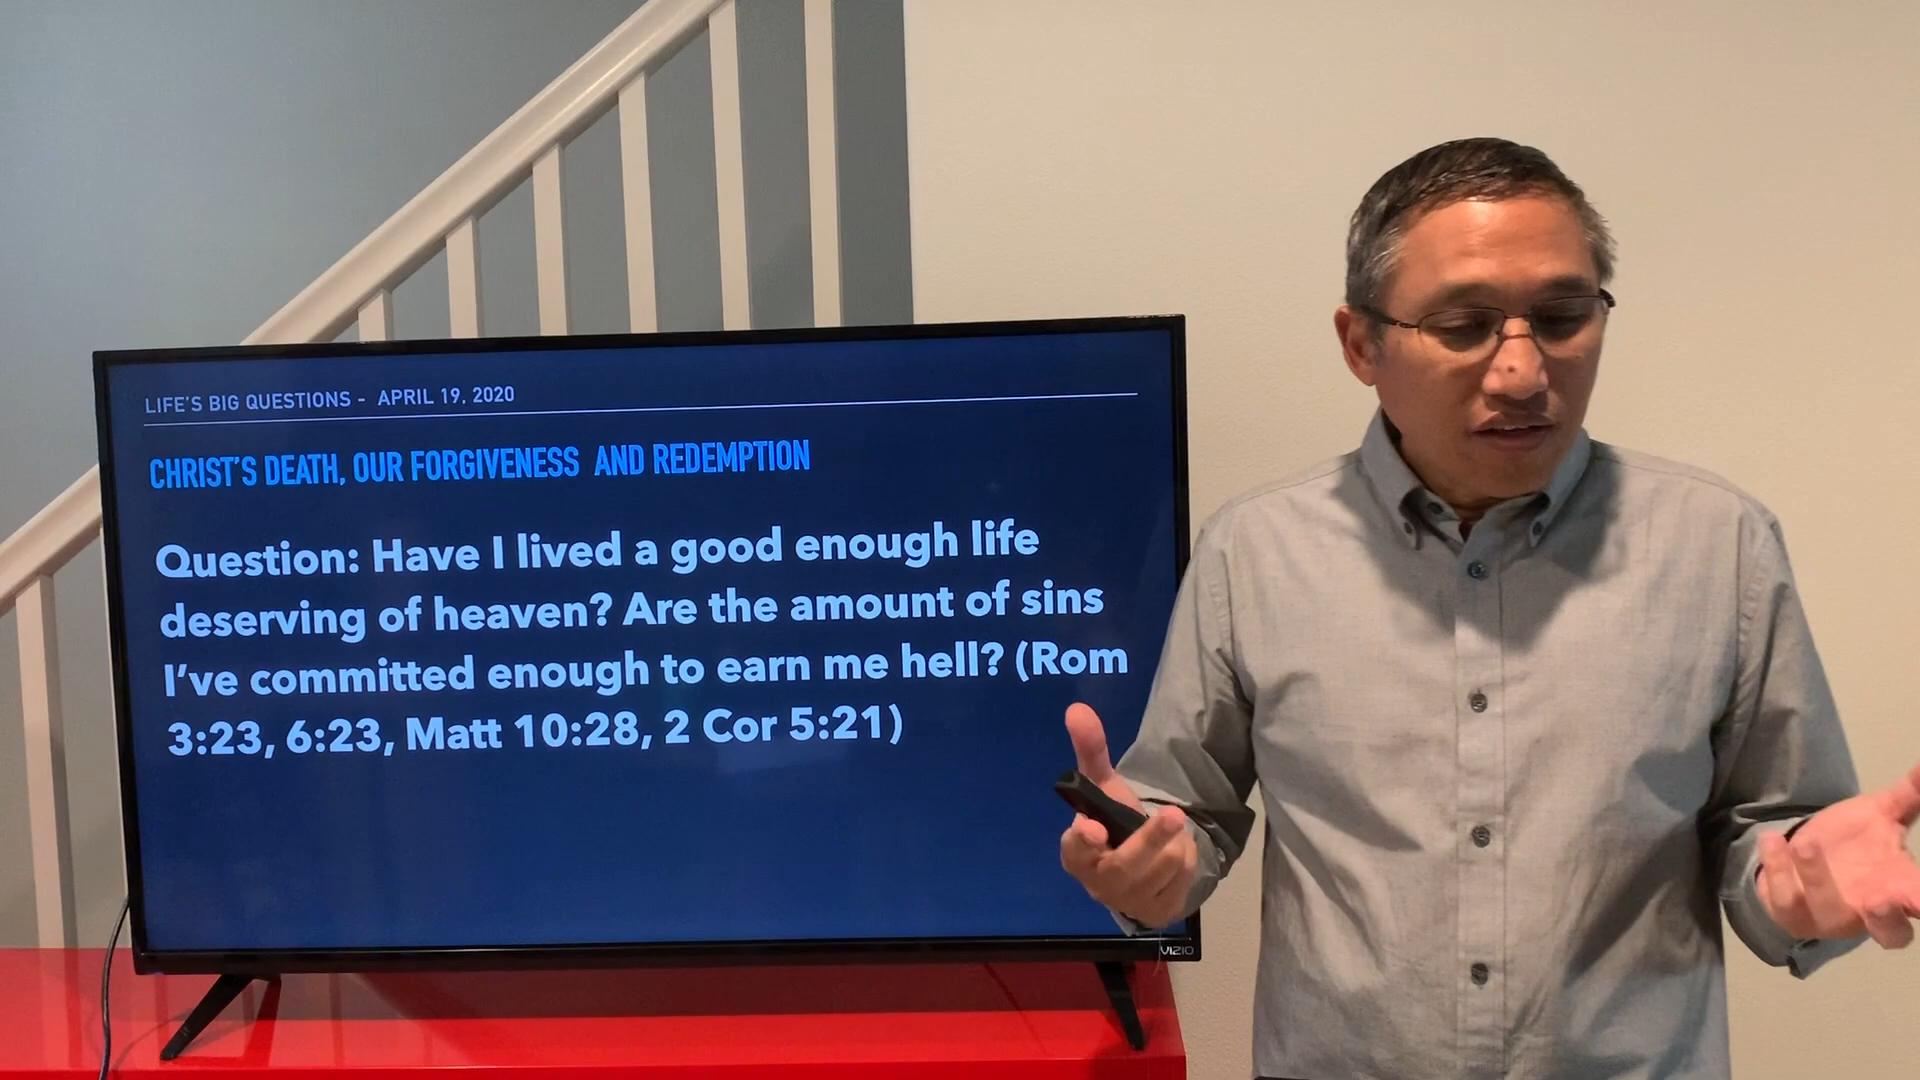 LIFE'S BIG QUESTIONS - APRIL 19, 2020
CHRIST'S DEATH, OUR FORGIVENESS AND REDEMPTION
Question: Have I lived a good enough life
deserving of heaven? Are the amount of sins
I've committed enough to earn me hell? (Rom
3:23, 6:23, Matt 10:28, 2 Cor 5:21)
VIZIO